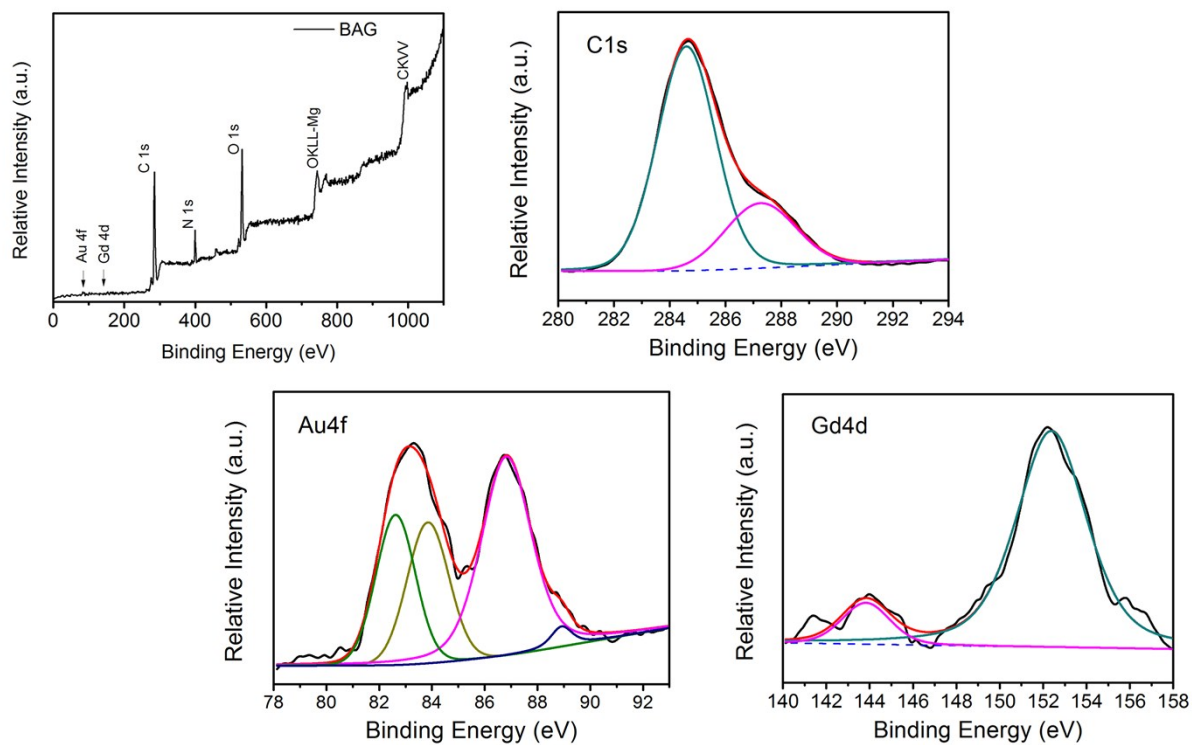 BAG
Relative Intensity (a.u.)
Au 4f
Gd 4d
C 1s
N 1s
O 1s
OKLL-Mg
CKVV
0 200 400 600 800 1000
Binding Energy (eV)
C1s
Relative Intensity (a.u.)
280 282 284 286 288 290 292 294
Binding Energy (eV)
Au4f
Relative Intensity (a.u.)
78 80 82 84 86 88 90 92
Binding Energy (eV)
Gd4d
Relative Intensity (a.u.)
140 142 144 146 148 150 152 154 156 158
Binding Energy (eV)